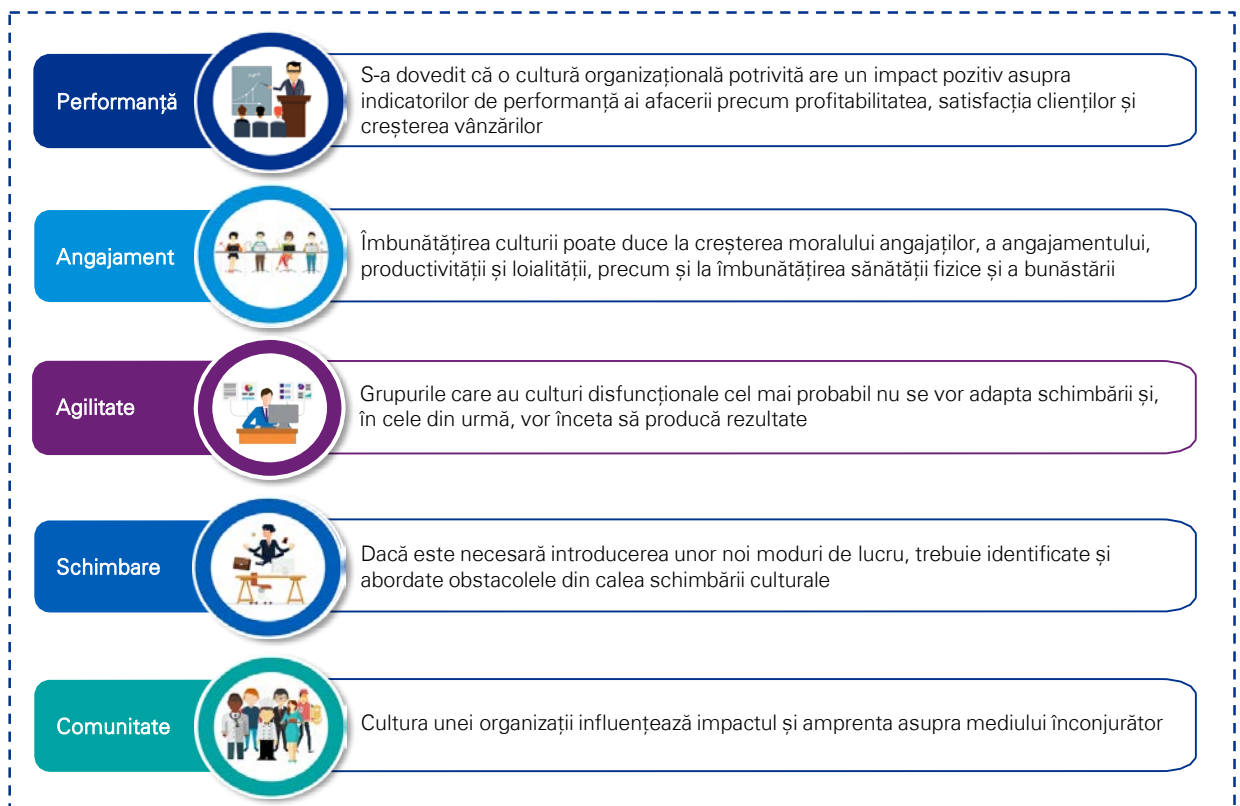 Performanță
S-a dovedit că o cultură organizațională potrivită are un impact pozitiv asupra
indicatorilor de performanță ai afacerii precum profitabilitatea, satisfacția clienților și
creșterea vânzărilor
Angajament
Îmbunătățirea culturii poate duce la creșterea moralului angajaților, a angajamentului,
productivității și loialității, precum și la îmbunătățirea sănătății fizice și a bunăstării
Agilitate
Grupurile care au culturi disfuncționale cel mai probabil nu se vor adapta schimbării și,
în cele din urmă, vor înceta să producă rezultate
Schimbare
Dacă este necesară introducerea unor noi moduri de lucru, trebuie identificate și
abordate obstacolele din calea schimbării culturale
Comunitate
Cultura unei organizații influențează impactul și amprenta asupra mediului înconjurător